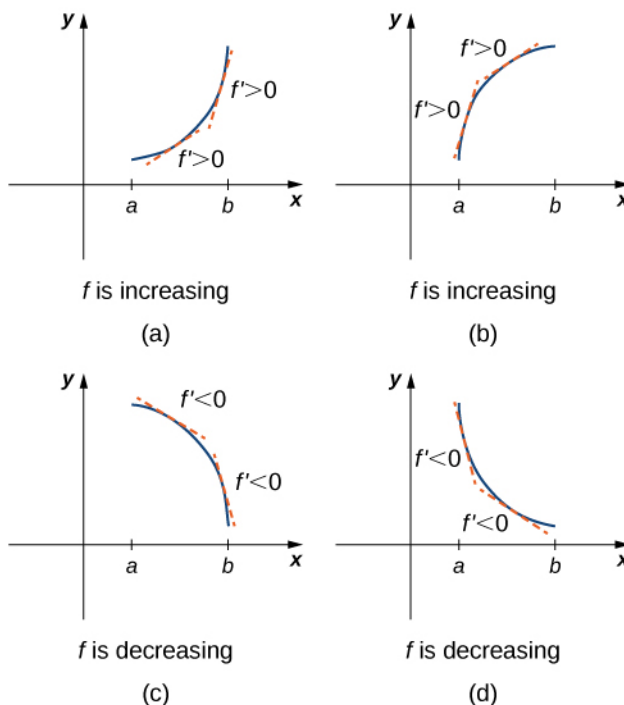 y
f'>0
f'>0
a
b
x
f is increasing
(a)
y
f'>0
f'>0
a
b
x
f is increasing
(b)
y
f'<0
f'<0
a
b
x
f is decreasing
(c)
y
f'<0
f'<0
a
b
x
f is decreasing
(d)